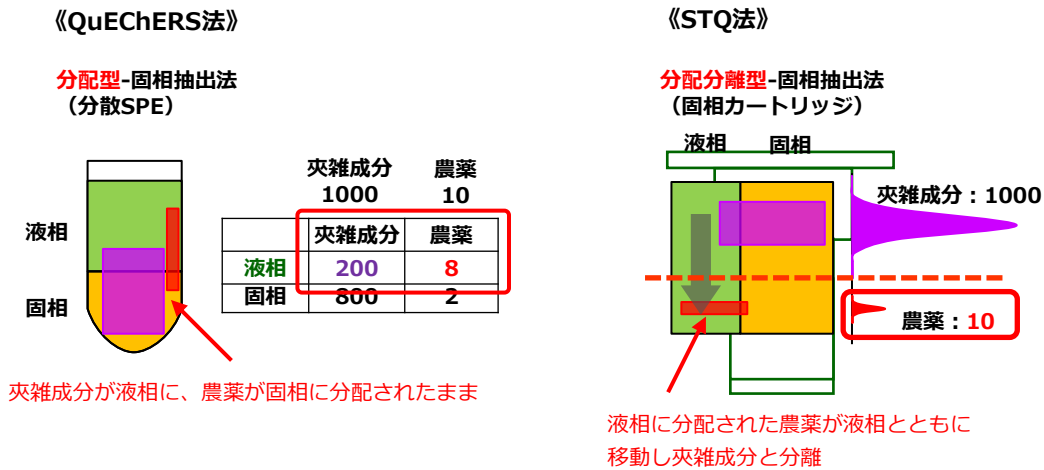 《QuEChERS法》
分配型-固相抽出法
（分散SPE）
夾雑成分 農薬
1000 10
夾雑成分 農薬
液相 200 8
固相 800 2
液相
固相
夾雑成分が液相に、農薬が固相に分配されたまま
《STQ法》
分配分離型-固相抽出法
（固相カートリッジ）
液相 固相
夾雑成分：1000
農薬：10
液相に分配された農薬が液相とともに
移動し夾雑成分と分離